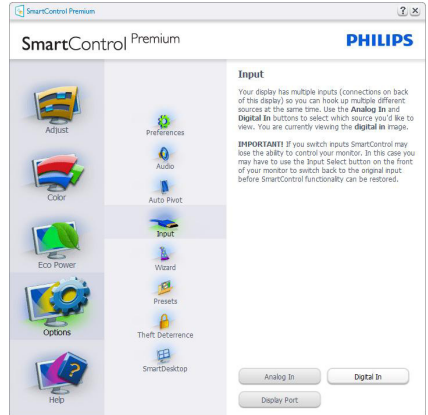 SmartControl Premium
SmartControl Premium
PHILIPS
Adjust
Color
Eco Power
Options
Help
Preferences
Audio
Auto Pivot
Input
Wizard
Presets
Theft Deterrence
SmartDesktop
Input
Your display has multiple inputs (connections on back
of this display) so you can hook up multiple different
sources at the same time. Use the Analog In and
Digital In buttons to select which source you'd like to
view. You are currently viewing the digital in image.
IMPORTANT! If you switch inputs SmartControl may
lose the ability to control your monitor. In this case you
may have to use the Input Select button on the front
of your monitor to switch back to the original input
before SmartControl functionality can be restored.
Analog In
Digital In
Display Port